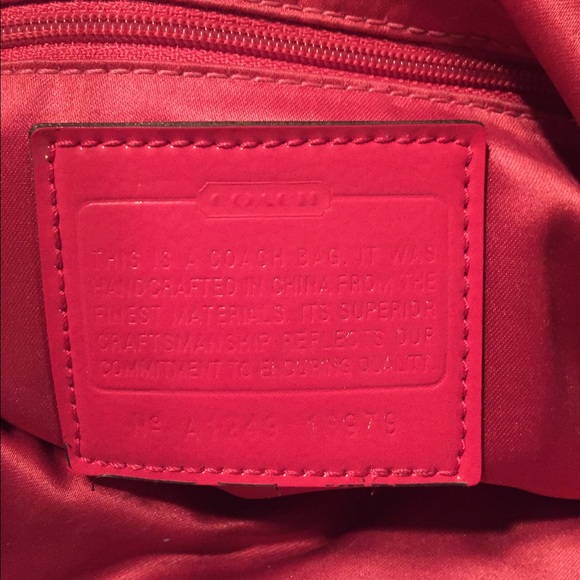 COACH
THIS IS A COACH BAG. IT WAS
HANDCRAFTED IN CHINA FROM THE
FINEST MATERIALS. ITS SUPERIOR
CRAFTSMANSHIP REFLECTS OUR
COMMITMENT TO ENDURING QUALITY.
Nº